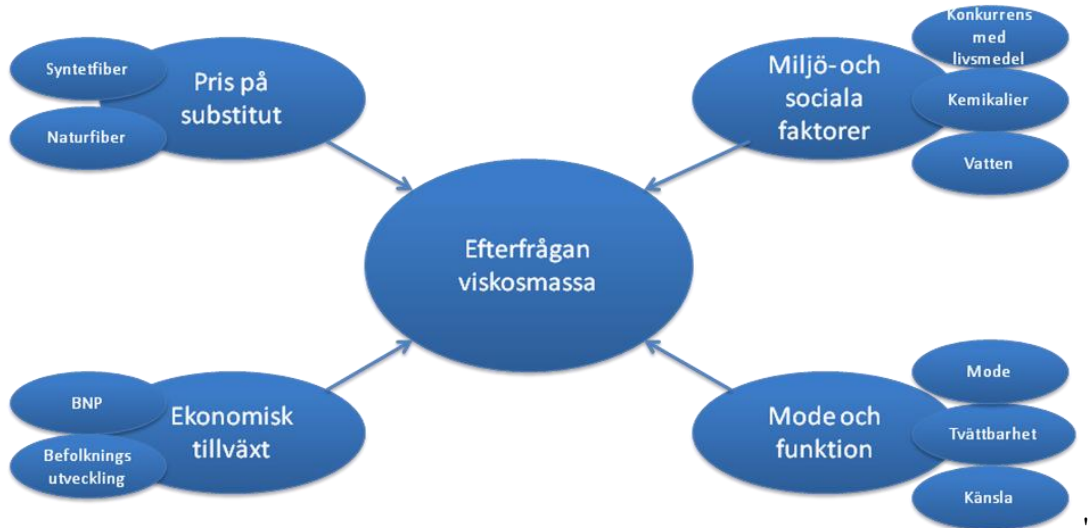 Syntetfiber
Naturfiber
Pris på
substitut
Miljö- och
sociala
faktorer
Konkurrens
med
livsmedel
Kemikalier
Vatten
Efterfrågan
viskosmassa
BNP
Befolknings
utveckling
Ekonomisk
tillväxt
Mode och
funktion
Mode
Tvättbarhet
Känsla